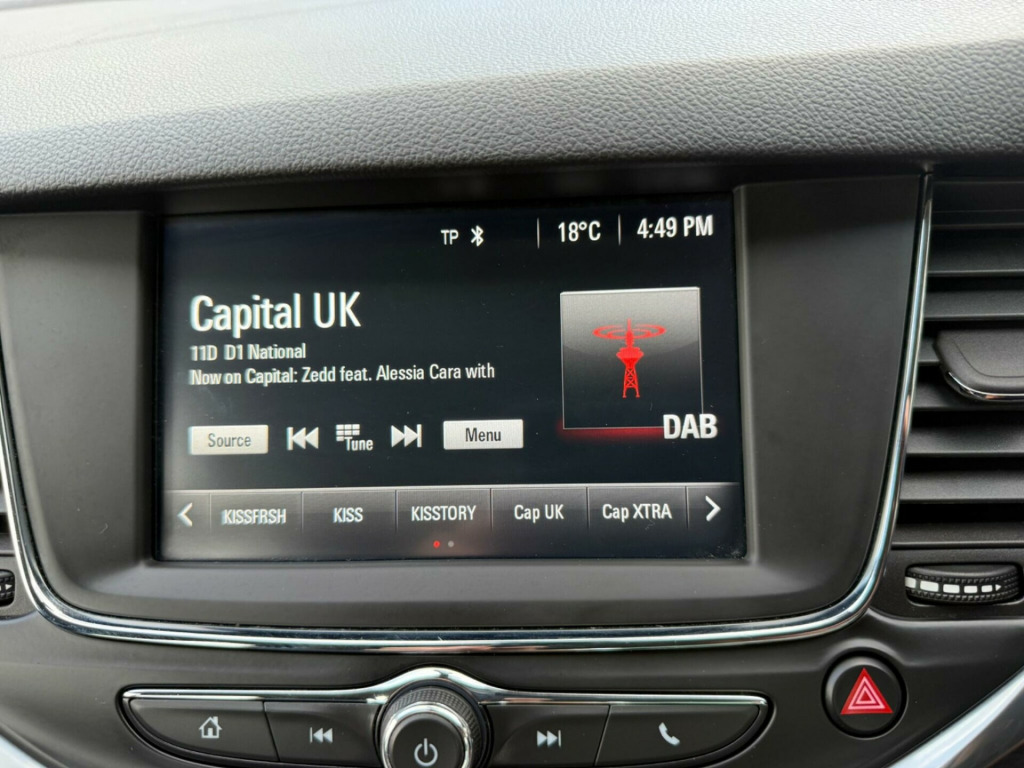 TP 18°C 4:49 PM
Capital UK
11D D1 National
Now on Capital: Zedd feat. Alessia Cara with
DAB
Source Tune Menu
< KISSFRSH KISS KISSTORY Cap UK Cap XTRA >